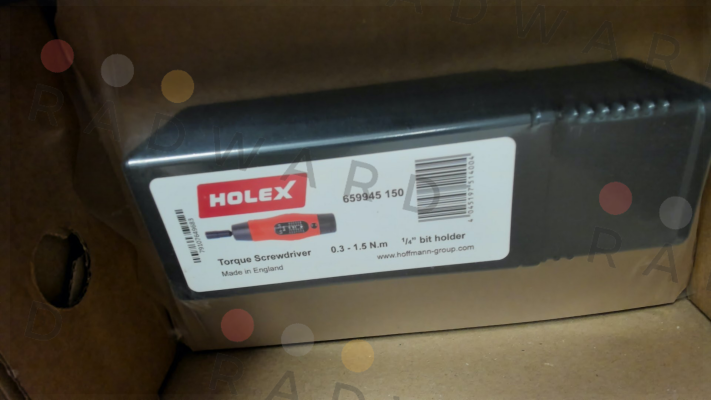 HOLEX
659945 150
Torque Screwdriver
0.3 - 1.5 N.m
1/4" bit holder
Made in England
www.hoffmann-group.com
RADWARD